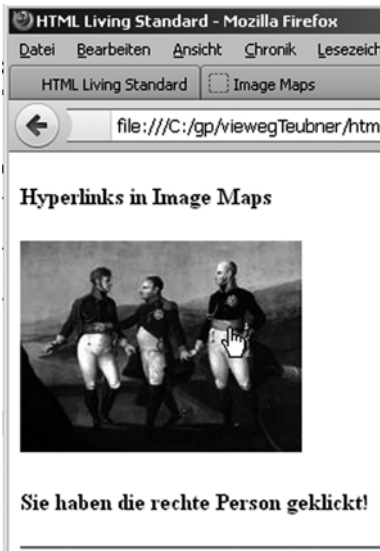 HTML Living Standard - Mozilla Firefox
Datei Bearbeiten Ansicht Chronik Lesezeich
HTML Living Standard Image Maps
file:///C:/gp/viewegTeubner/htm
Hyperlinks in Image Maps
Sie haben die rechte Person geklickt!